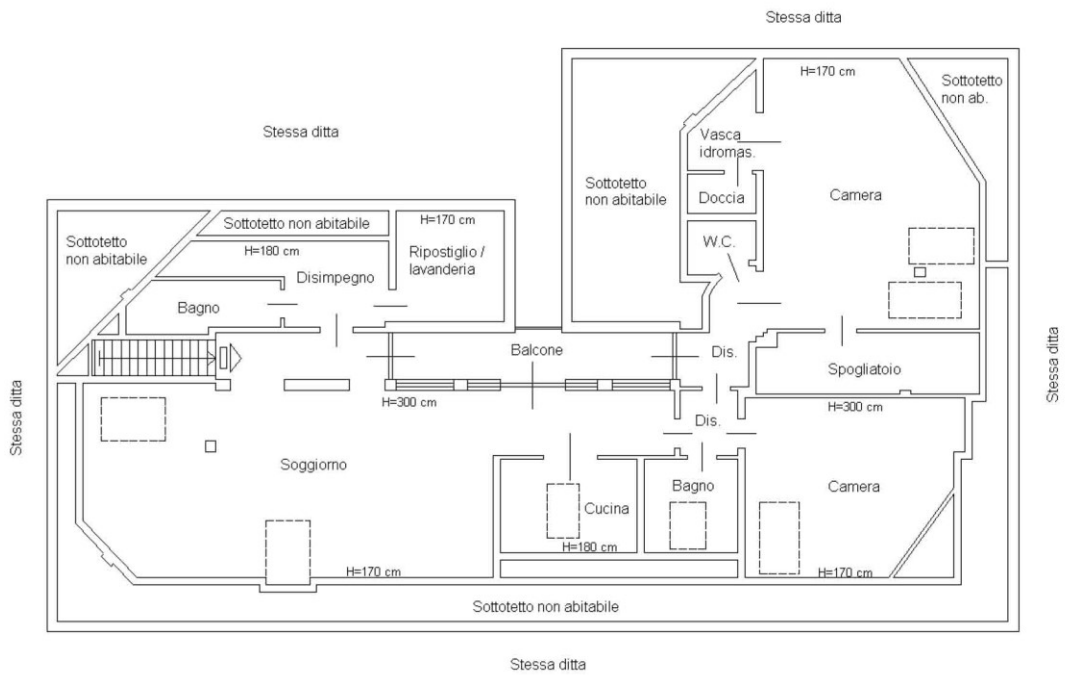 Stessa ditta
H=170 cm
Sottotetto
non ab.
Stessa ditta
Vasca
idromas.
Sottotetto
non abitabile
Doccia
Camera
Sottotetto non abitabile
H=170 cm
Sottotetto
non abitabile
H=180 cm
Ripostiglio /
lavanderia
W.C.
Disimpegno
Bagno
Balcone
Dis.
Spogliatoio
Stessa ditta
Stessa ditta
H=300 cm
H=300 cm
Dis.
Soggiorno
Bagno
Camera
Cucina
H=180 cm
H=170 cm
H=170 cm
Sottotetto non abitabile
Stessa ditta